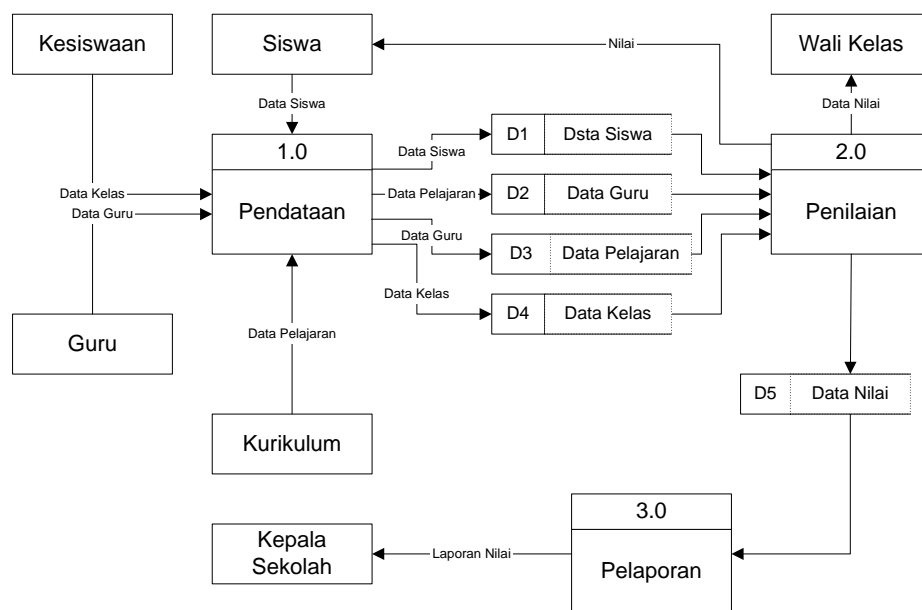 Kesiswaan
Siswa
Nilai
Wali Kelas
Data Siswa
Data Nilai
1.0
Data Siswa
D1
Dsta Siswa
2.0
Data Kelas
Data Guru
Pendataan
Data Pelajaran
D2
Data Guru
Penilaian
Data Guru
D3
Data Pelajaran
Data Kelas
D4
Data Kelas
Guru
Data Pelajaran
D5
Data Nilai
Kurikulum
3.0
Kepala
Sekolah
Laporan Nilai
Pelaporan